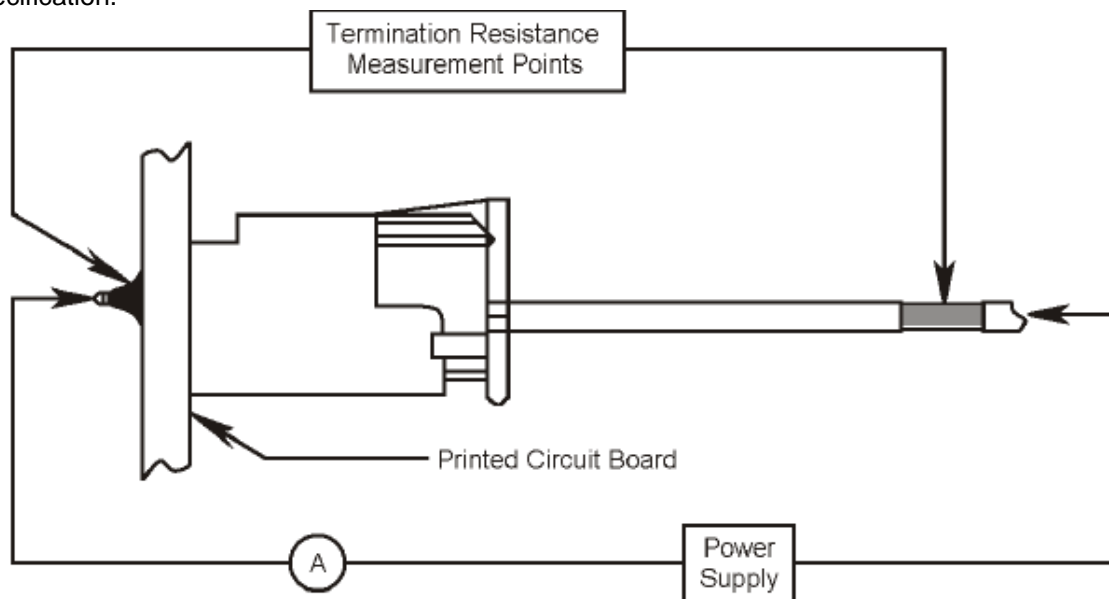 Termination Resistance
Measurement Points
Printed Circuit Board
A
Power
Supply